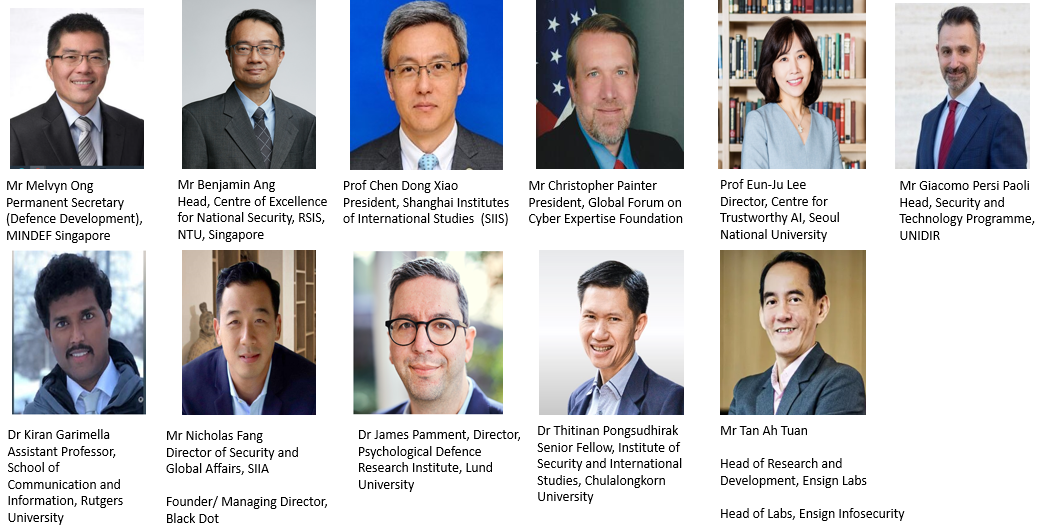 Mr Melvyn Ong
Permanent Secretary
(Defence Development),
MINDEF Singapore
Mr Benjamin Ang
Head, Centre of Excellence
for National Security, RSIS,
NTU, Singapore
Prof Chen Dong Xiao
President, Shanghai Institutes
of International Studies (SIIS)
Mr Christopher Painter
President, Global Forum on
Cyber Expertise Foundation
Prof Eun-Ju Lee
Director, Centre for
Trustworthy AI, Seoul
National University
Mr Giacomo Persi Paoli
Head, Security and
Technology Programme,
UNIDIR
Dr Kiran Garimella
Assistant Professor,
School of
Communication and
Information, Rutgers
University
Mr Nicholas Fang
Director of Security and
Global Affairs, SIIA
Founder/ Managing Director,
Black Dot
Dr James Pamment, Director,
Psychological Defence
Research Institute, Lund
University
Dr Thitinan Pongsudhirak
Senior Fellow, Institute of
Security and International
Studies, Chulalongkorn
University
Mr Tan Ah Tuan
Head of Research and
Development, Ensign Labs
Head of Labs, Ensign Infosecurity